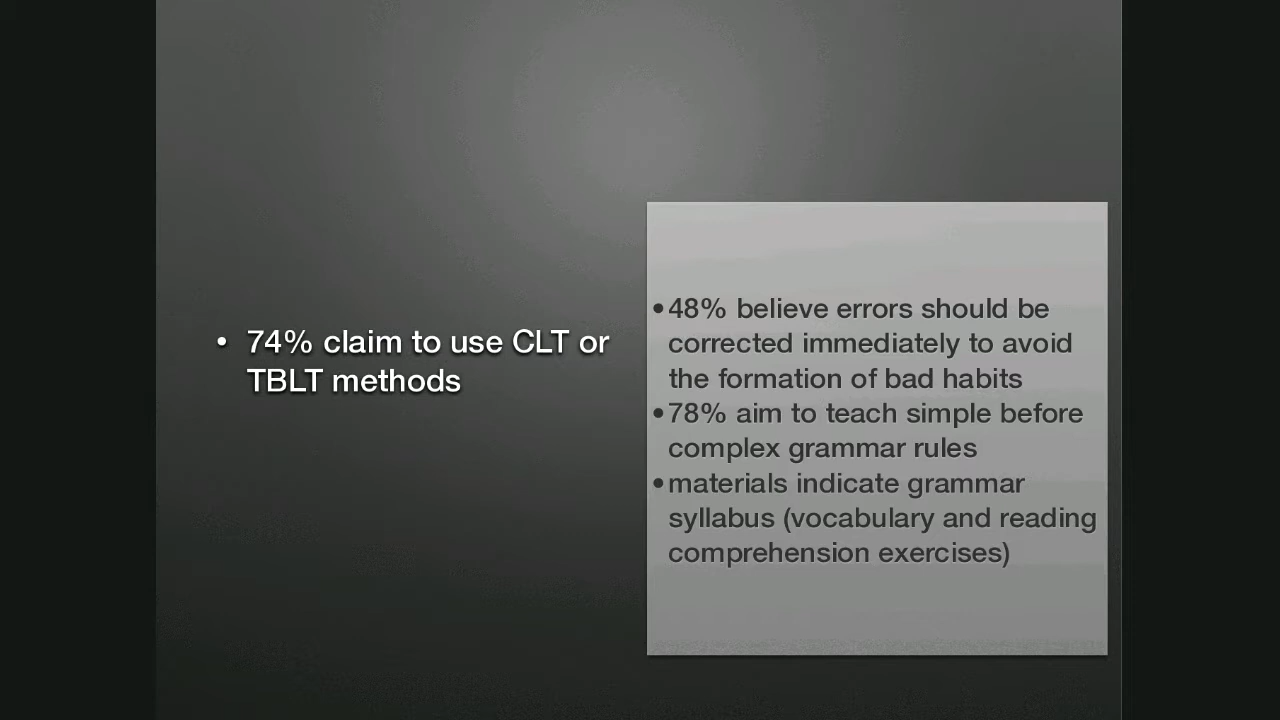 • 74% claim to use CLT or
TBLT methods
•48% believe errors should be
corrected immediately to avoid
the formation of bad habits
•78% aim to teach simple before
complex grammar rules
•materials indicate grammar
syllabus (vocabulary and reading
comprehension exercises)